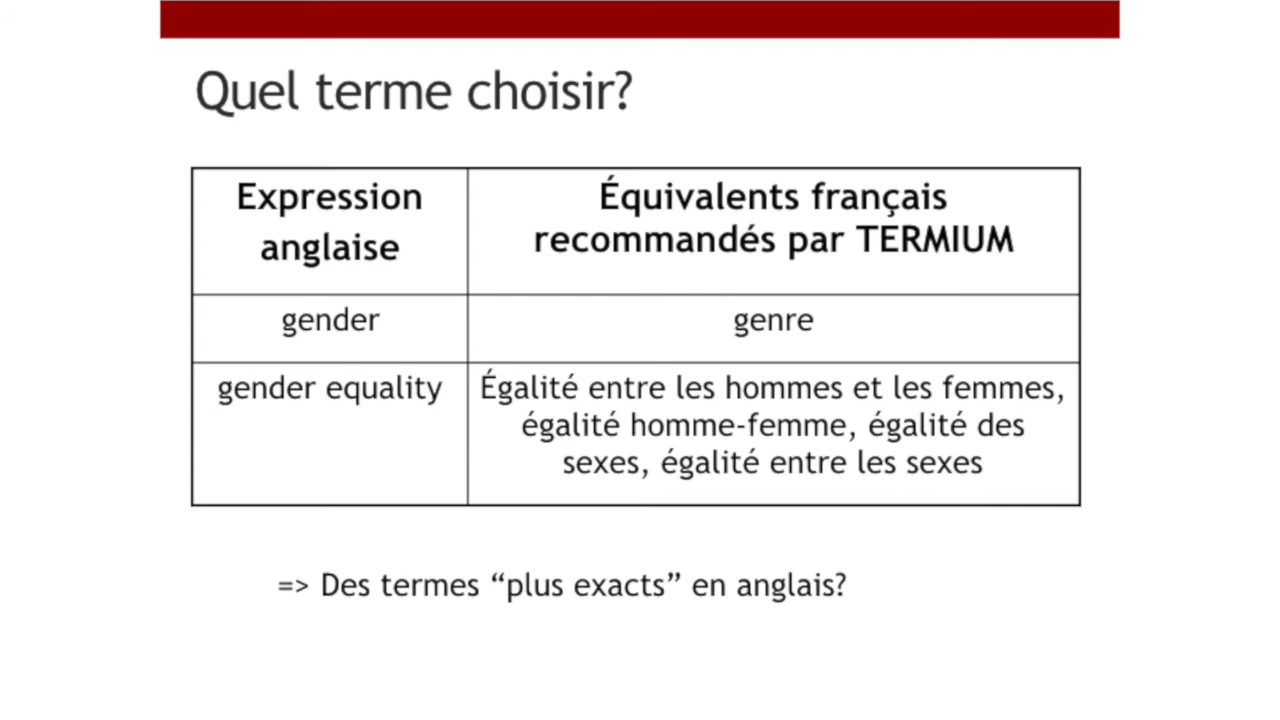 Quel terme choisir?
Expression
anglaise
Équivalents français
recommandés par TERMIUM
gender
genre
gender equality
Égalité entre les hommes et les femmes,
égalité homme-femme, égalité des
sexes, égalité entre les sexes
=> Des termes “plus exacts” en anglais?